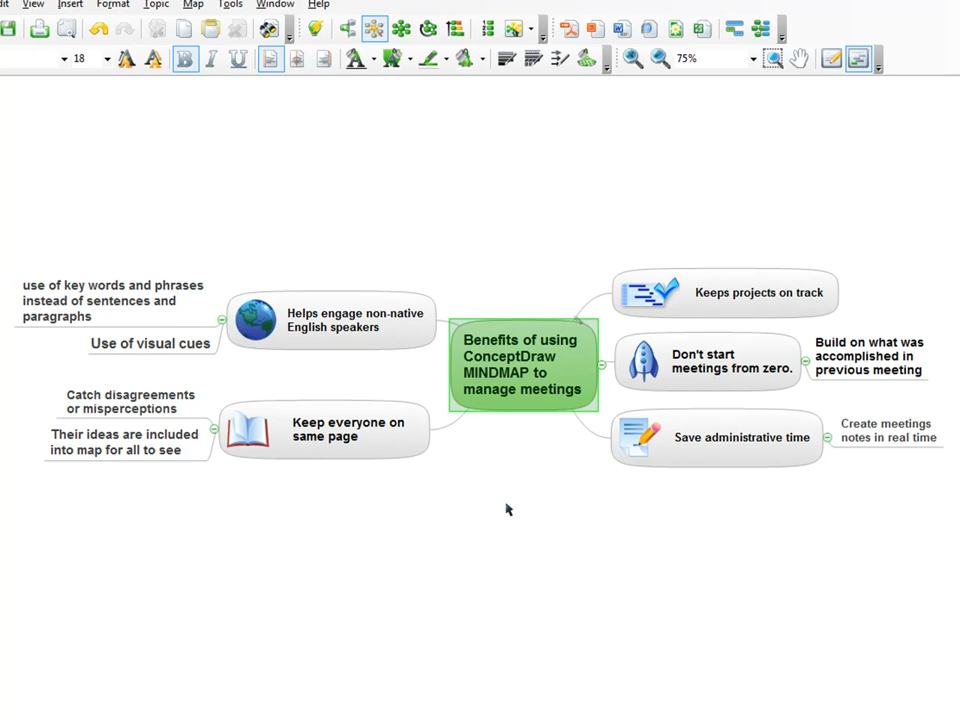 View Insert Format Topic Map Tools Window Help
18
75%
use of key words and phrases
instead of sentences and
paragraphs
Use of visual cues
Helps engage non-native
English speakers
Catch disagreements
or misperceptions
Their ideas are included
into map for all to see
Keep everyone on
same page
Benefits of using
ConceptDraw
MINDMAP to
manage meetings
Keeps projects on track
Don't start
meetings from zero.
Build on what was
accomplished in
previous meeting
Save administrative time
Create meetings
notes in real time